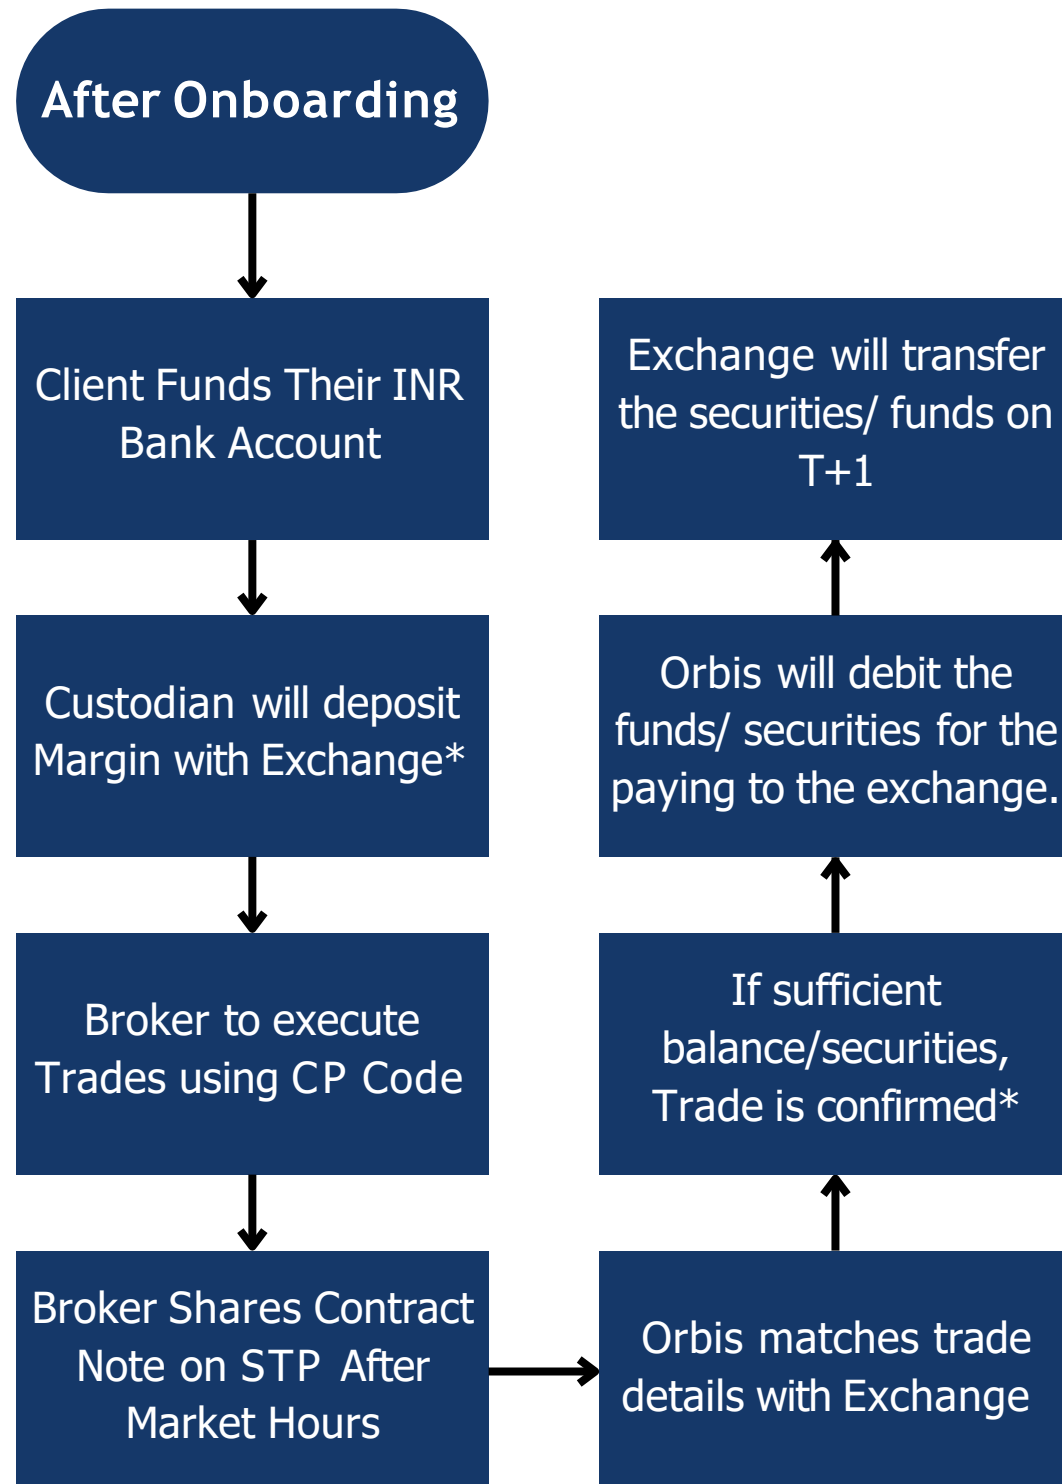 After Onboarding
Client Funds Their INR
Bank Account
Custodian will deposit
Margin with Exchange*
Broker to execute
Trades using CP Code
Broker Shares Contract
Note on STP After
Market Hours
Orbis matches trade
details with Exchange
If sufficient
balance/securities,
Trade is confirmed*
Orbis will debit the
funds/ securities for the
paying to the exchange.
Exchange will transfer
the securities/ funds on
T+1